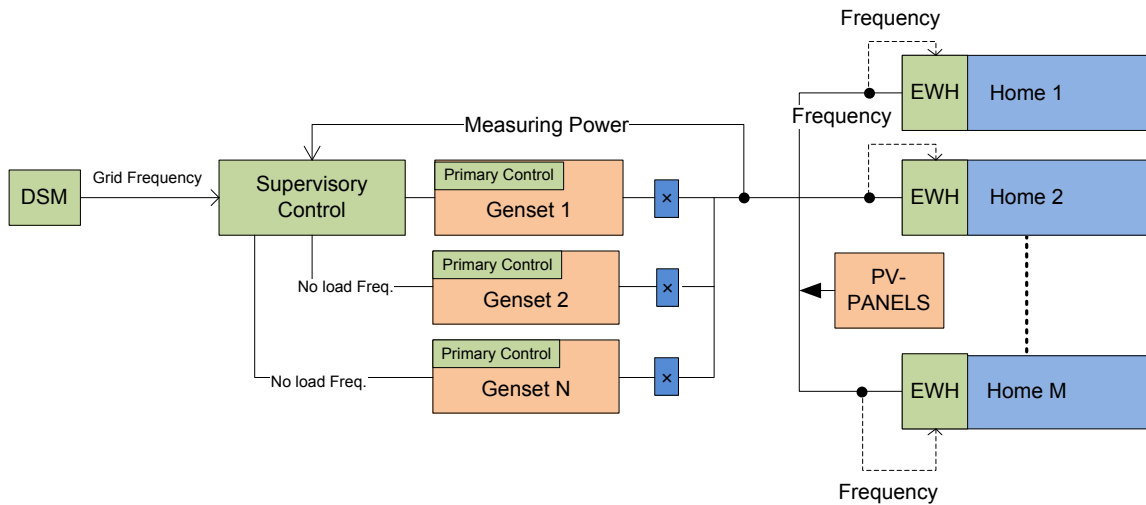 Frequency
EWH
Home 1
Frequency
Measuring Power
DSM
Grid Frequency
Supervisory
Control
Primary Control
Genset 1
×
EWH
Home 2
No load Freq.
Primary Control
Genset 2
×
PV-
PANELS
No load Freq.
Primary Control
Genset N
×
EWH
Home M
Frequency